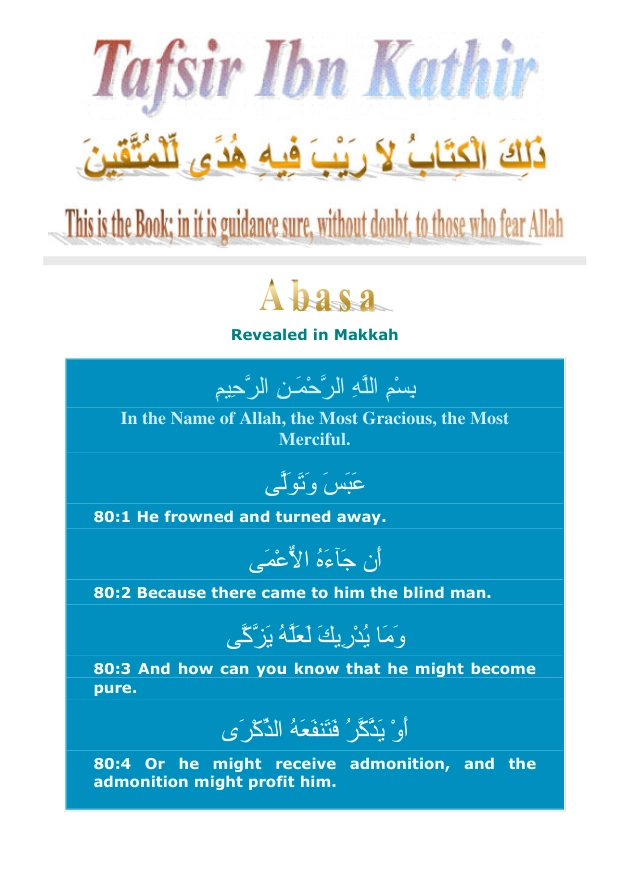 Tafsir Ibn Kathir
ذَلِكَ الْكِتَابُ لاَ رَيْبَ فِيهِ هُدًى لِّلْمُتَّقِينَ
This is the Book; in it is guidance sure, without doubt, to those who fear Allah
Abasa
Revealed in Makkah
بِسْمِ اللَّهِ الرَّحْمَـنِ الرَّحِيمِ
In the Name of Allah, the Most Gracious, the Most
Merciful.
عَبَسَ وَتَوَلَّى
80:1 He frowned and turned away.
أَن جَآءَهُ الاٌّعْمَى
80:2 Because there came to him the blind man.
وَمَا يُدْرِيكَ لَعَلَّهُ يَزَّكَّى
80:3 And how can you know that he might become
pure.
أَوْ يَذَّكَّرُ فَتَنفَعَهُ الذِّكْرَى
80:4 Or he might receive admonition, and the
admonition might profit him.